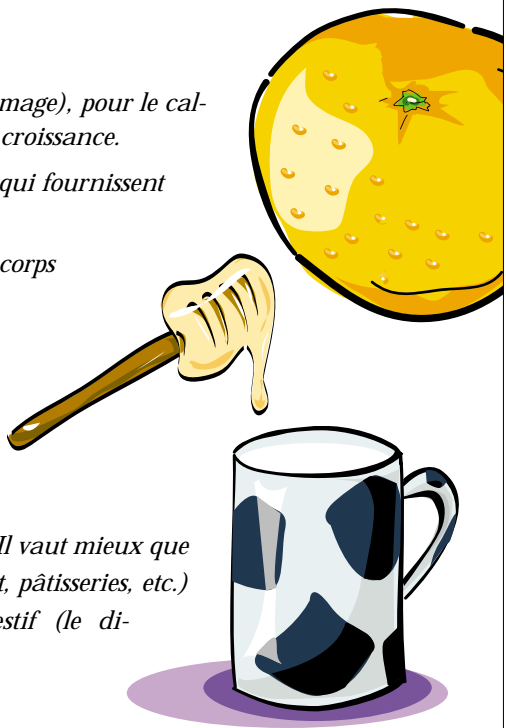 mage), pour le cal-
croissance.
qui fournissent
corps
Il vaut mieux que
t, pâtisseries, etc.)
estif (le di-